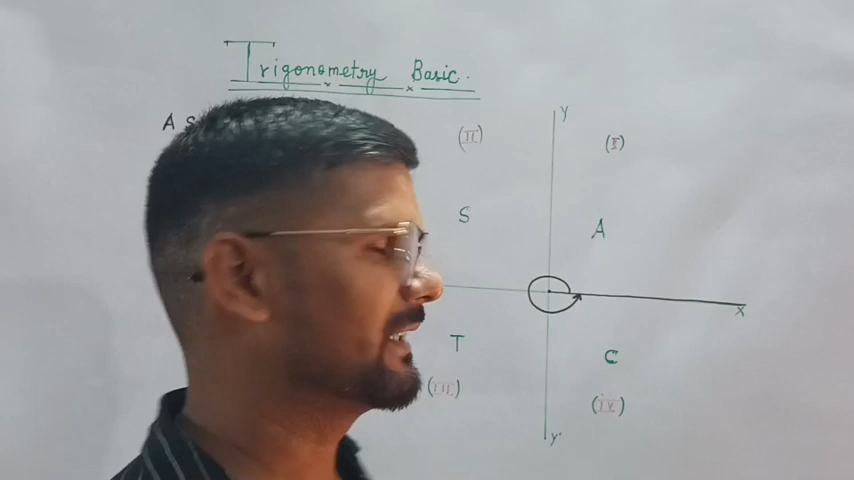 Trigonometry Basic.
A S
y
(II)
(I)
S
A
x
T
C
(III)
(IV)
y'